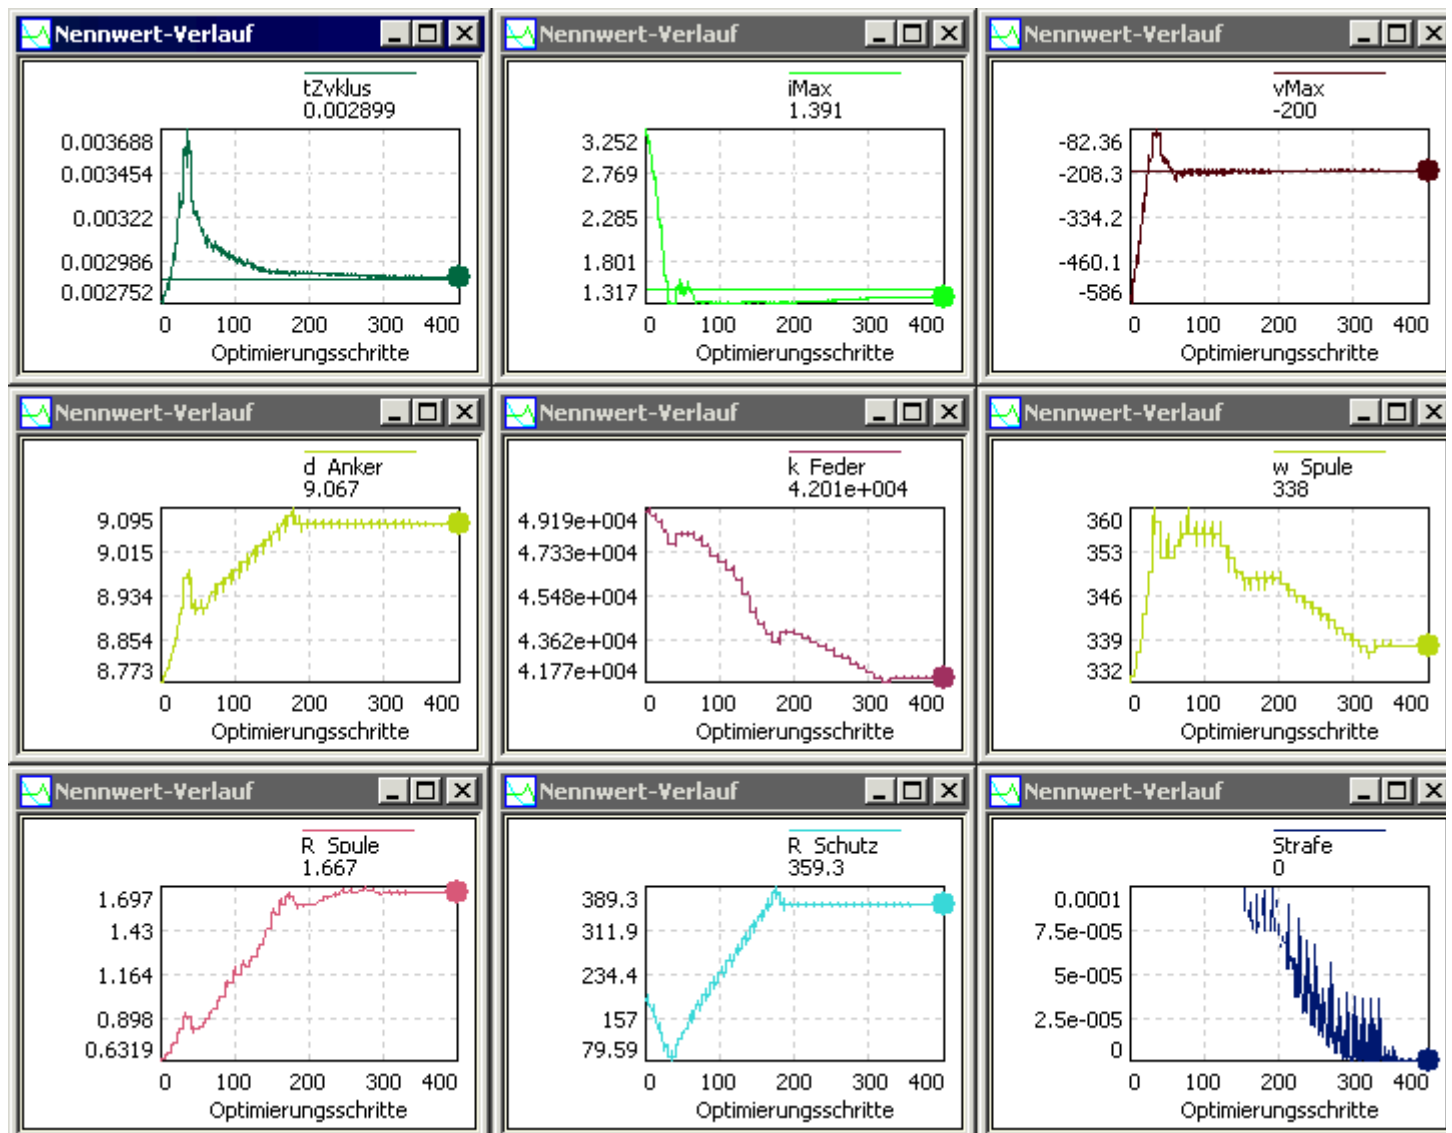 Nennwert-Verlauf
tZyklus
0.002899
0.003688
0.003454
0.00322
0.002986
0.002752
0 100 200 300 400
Optimierungsschritte
Nennwert-Verlauf
iMax
1.391
3.252
2.769
2.285
1.801
1.317
0 100 200 300 400
Optimierungsschritte
Nennwert-Verlauf
vMax
-200
-82.36
-208.3
-334.2
-460.1
-586
0 100 200 300 400
Optimierungsschritte
Nennwert-Verlauf
d_Anker
9.067
9.095
9.015
8.934
8.854
8.773
0 100 200 300 400
Optimierungsschritte
Nennwert-Verlauf
k_Feder
4.201e+004
4.919e+004
4.733e+004
4.548e+004
4.362e+004
4.177e+004
0 100 200 300 400
Optimierungsschritte
Nennwert-Verlauf
w_Spule
338
360
353
346
339
332
0 100 200 300 400
Optimierungsschritte
Nennwert-Verlauf
R_Spule
1.667
1.697
1.43
1.164
0.898
0.6319
0 100 200 300 400
Optimierungsschritte
Nennwert-Verlauf
R_Schutz
359.3
389.3
311.9
234.4
157
79.59
0 100 200 300 400
Optimierungsschritte
Nennwert-Verlauf
Strafe
0
0.0001
7.5e-005
5e-005
2.5e-005
0
0 100 200 300 400
Optimierungsschritte